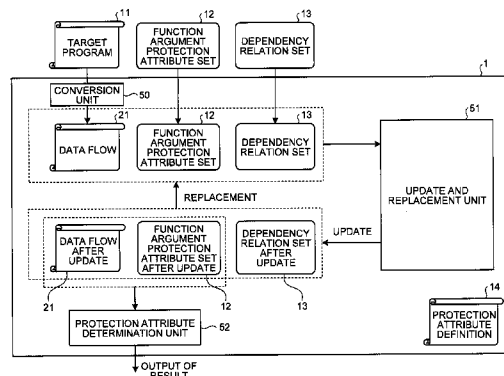 11
TARGET
PROGRAM
12
FUNCTION
ARGUMENT
PROTECTION
ATTRIBUTE SET
13
DEPENDENCY
RELATION SET
1
CONVERSION
UNIT
50
21
DATA FLOW
12
FUNCTION
ARGUMENT
PROTECTION
ATTRIBUTE SET
13
DEPENDENCY
RELATION SET
51
UPDATE AND
REPLACEMENT UNIT
REPLACEMENT
UPDATE
DATA FLOW
AFTER
UPDATE
21
FUNCTION
ARGUMENT
PROTECTION
ATTRIBUTE SET
AFTER UPDATE
12
DEPENDENCY
RELATION SET
AFTER UPDATE
13
14
PROTECTION
ATTRIBUTE
DEFINITION
PROTECTION ATTRIBUTE
DETERMINATION UNIT
52
OUTPUT OF
RESULT